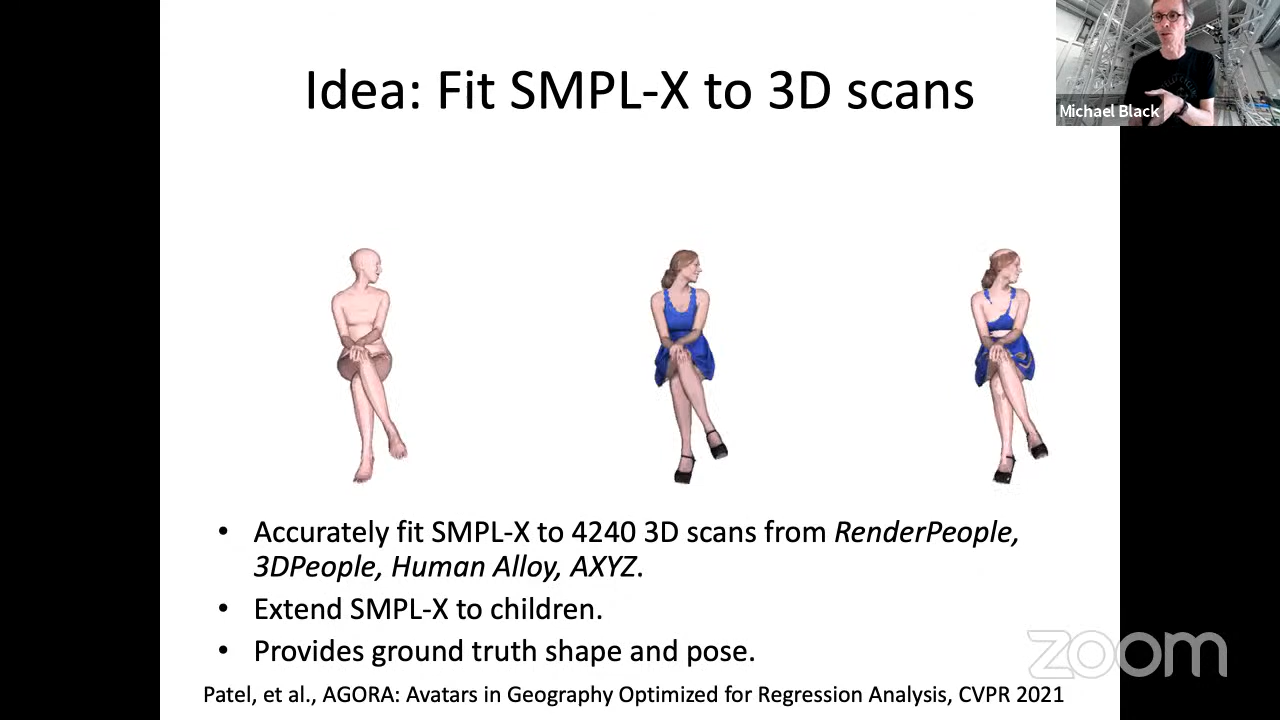 Idea: Fit SMPL-X to 3D scans
Michael Black
• Accurately fit SMPL-X to 4240 3D scans from RenderPeople,
3DPeople, Human Alloy, AXYZ.
• Extend SMPL-X to children.
• Provides ground truth shape and pose.
zoom
Patel, et al., AGORA: Avatars in Geography Optimized for Regression Analysis, CVPR 2021